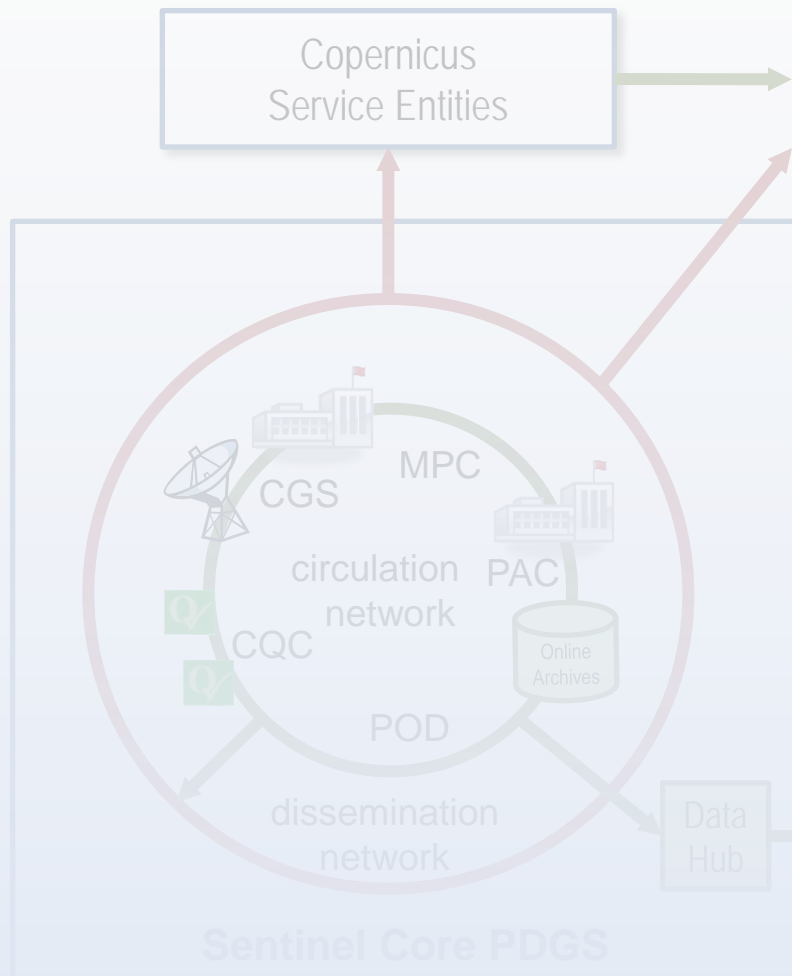 Copernicus
Service Entities
MPC
CGS
circulation
network
PAC
CQC
Online
Archives
POD
dissemination
network
Data
Hub
Sentinel Core PDGS